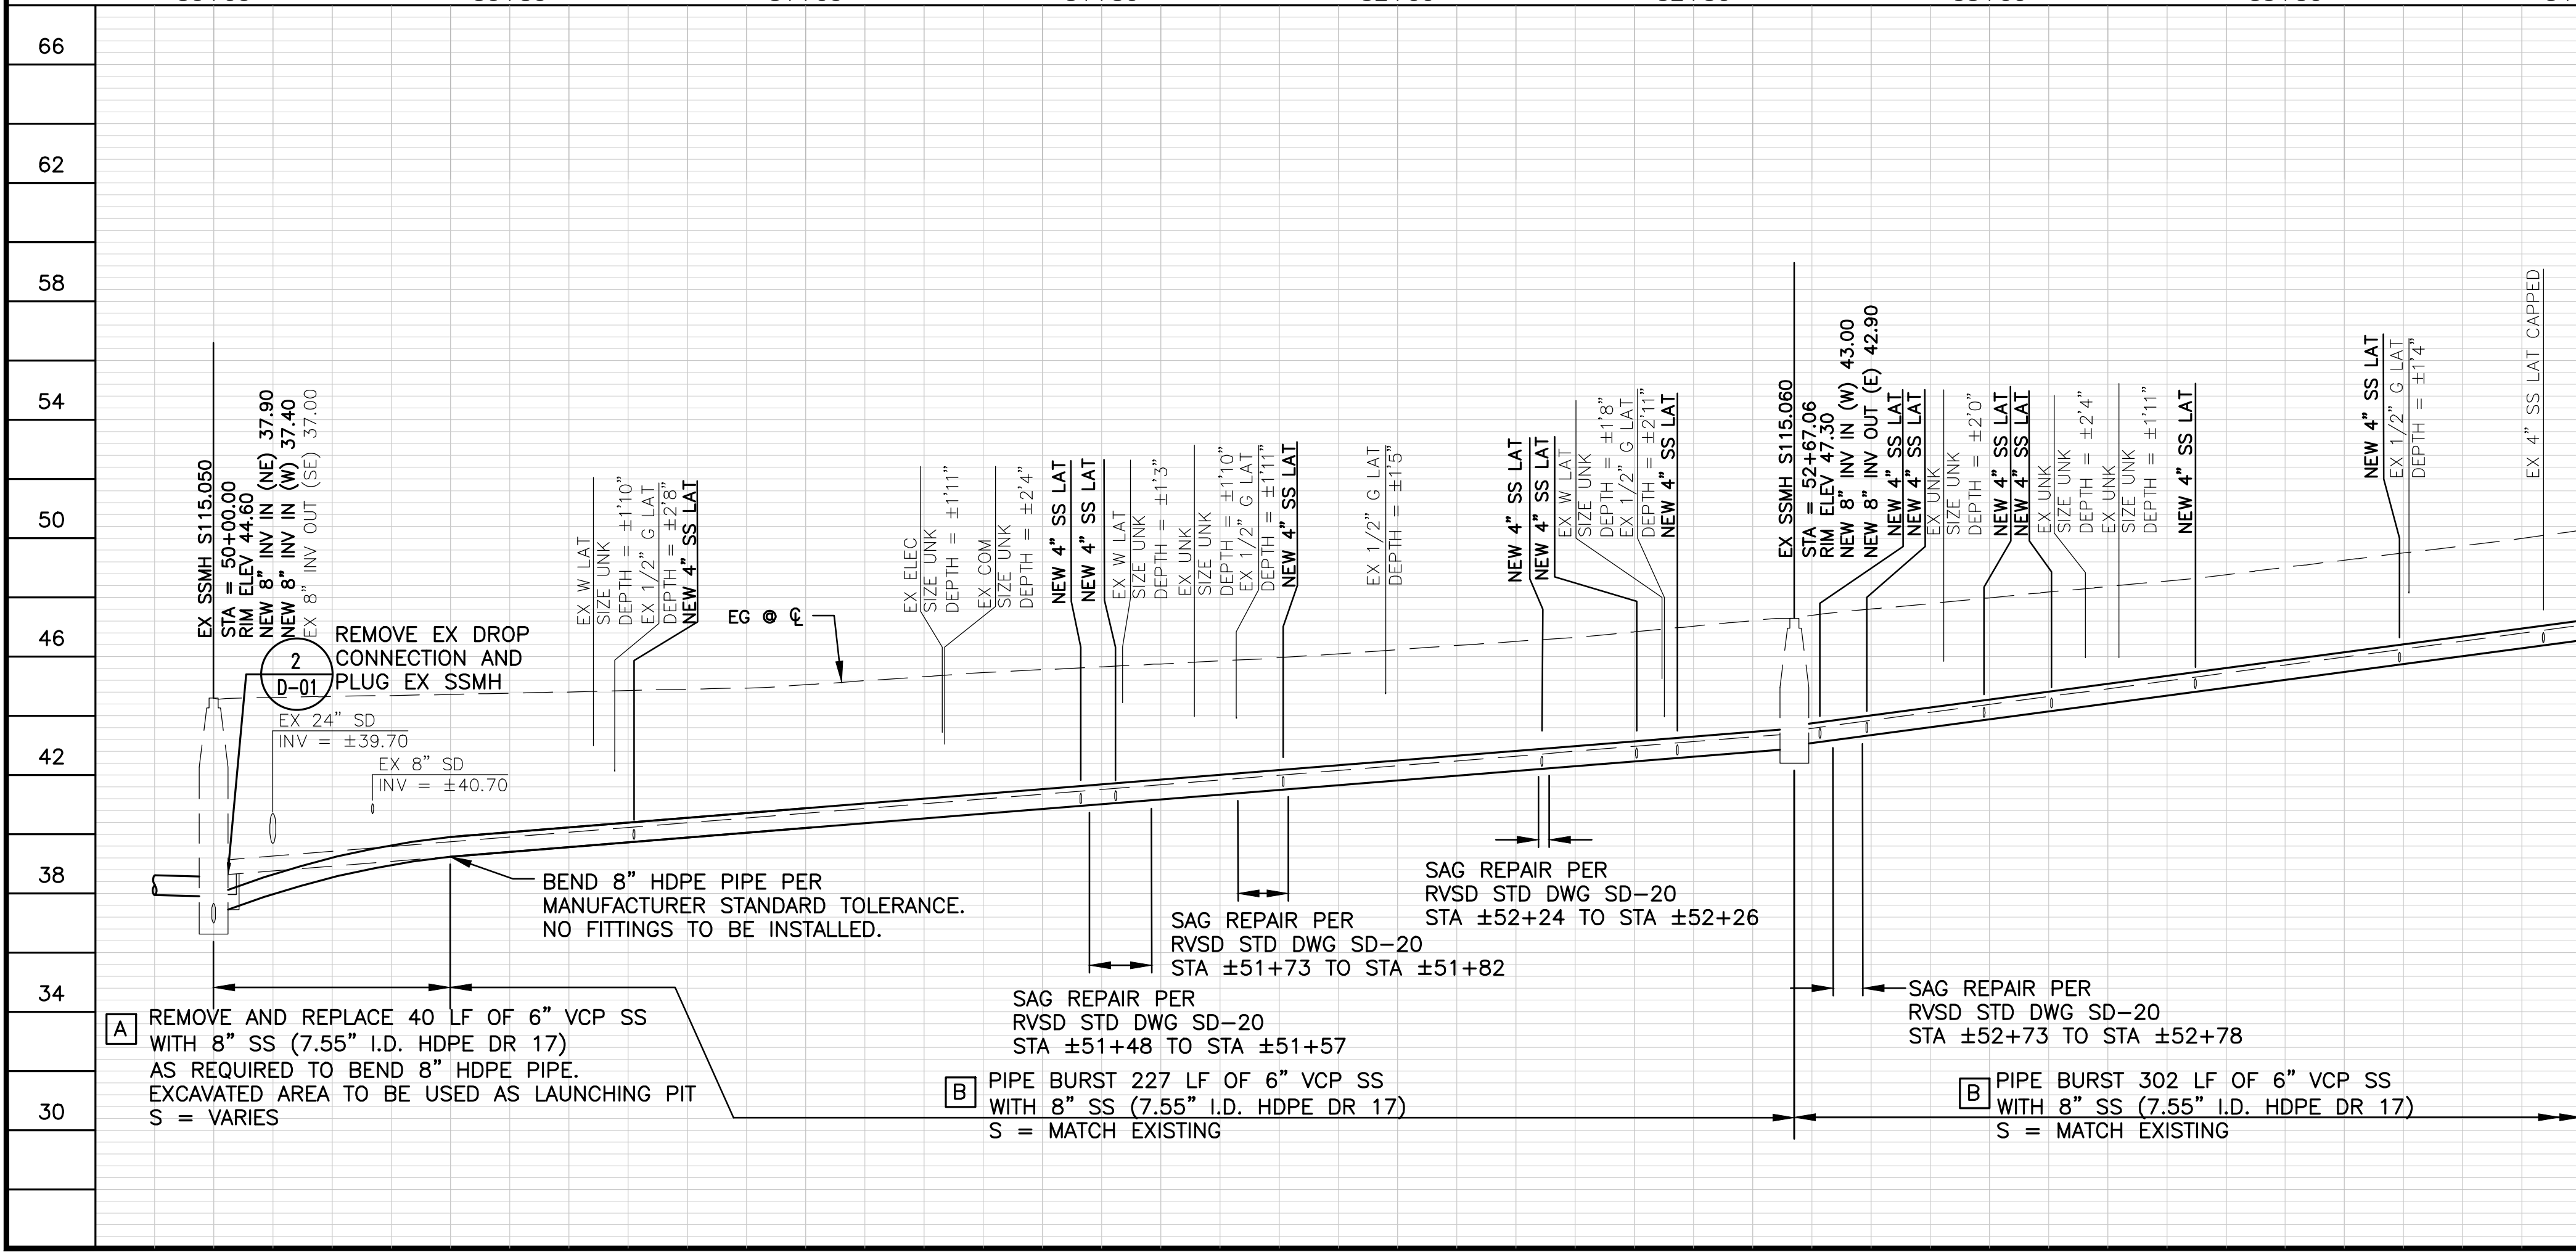 66
62
58
54
50
46
42
38
34
30
EX SSMH S115.050
STA = 50+00.00
RIM ELEV 44.60
NEW 8" INV IN (NE) 37.90
NEW 8" INV IN (W) 37.40
EX 8" INV OUT (SE) 37.00
2
D-01
REMOVE EX DROP
CONNECTION AND
PLUG EX SSMH
EX 24" SD
INV = ±39.70
EX 8" SD
INV = ±40.70
EX W LAT
SIZE UNK
DEPTH = ±1'10"
EX 1/2" G LAT
DEPTH = ±2'8"
NEW 4" SS LAT
EG @ ℄
EX ELEC
SIZE UNK
DEPTH = ±1'11"
EX COM
SIZE UNK
DEPTH = ±2'4"
NEW 4" SS LAT
NEW 4" SS LAT
EX W LAT
SIZE UNK
DEPTH = ±1'3"
EX UNK
SIZE UNK
DEPTH = ±1'10"
EX 1/2" G LAT
DEPTH = ±1'11"
NEW 4" SS LAT
EX 1/2" G LAT
DEPTH = ±1'5"
NEW 4" SS LAT
NEW 4" SS LAT
EX W LAT
SIZE UNK
DEPTH = ±1'8"
EX 1/2" G LAT
DEPTH = ±2'11"
NEW 4" SS LAT
EX SSMH S115.060
STA = 52+67.06
RIM ELEV 47.30
NEW 8" INV IN (W) 43.00
NEW 8" INV OUT (E) 42.90
NEW 4" SS LAT
NEW 4" SS LAT
EX UNK
SIZE UNK
DEPTH = ±2'0"
NEW 4" SS LAT
NEW 4" SS LAT
EX UNK
SIZE UNK
DEPTH = ±2'4"
EX UNK
SIZE UNK
DEPTH = ±1'11"
NEW 4" SS LAT
NEW 4" SS LAT
EX 1/2" G LAT
DEPTH = ±1'4"
EX 4" SS LAT CAPPED
BEND 8" HDPE PIPE PER
MANUFACTURER STANDARD TOLERANCE.
NO FITTINGS TO BE INSTALLED.
SAG REPAIR PER
RVSD STD DWG SD-20
STA ±52+24 TO STA ±52+26
SAG REPAIR PER
RVSD STD DWG SD-20
STA ±51+73 TO STA ±51+82
SAG REPAIR PER
RVSD STD DWG SD-20
STA ±51+48 TO STA ±51+57
SAG REPAIR PER
RVSD STD DWG SD-20
STA ±52+73 TO STA ±52+78
A
REMOVE AND REPLACE 40 LF OF 6" VCP SS
WITH 8" SS (7.55" I.D. HDPE DR 17)
AS REQUIRED TO BEND 8" HDPE PIPE.
EXCAVATED AREA TO BE USED AS LAUNCHING PIT
S = VARIES
B
PIPE BURST 227 LF OF 6" VCP SS
WITH 8" SS (7.55" I.D. HDPE DR 17)
S = MATCH EXISTING
B
PIPE BURST 302 LF OF 6" VCP SS
WITH 8" SS (7.55" I.D. HDPE DR 17)
S = MATCH EXISTING